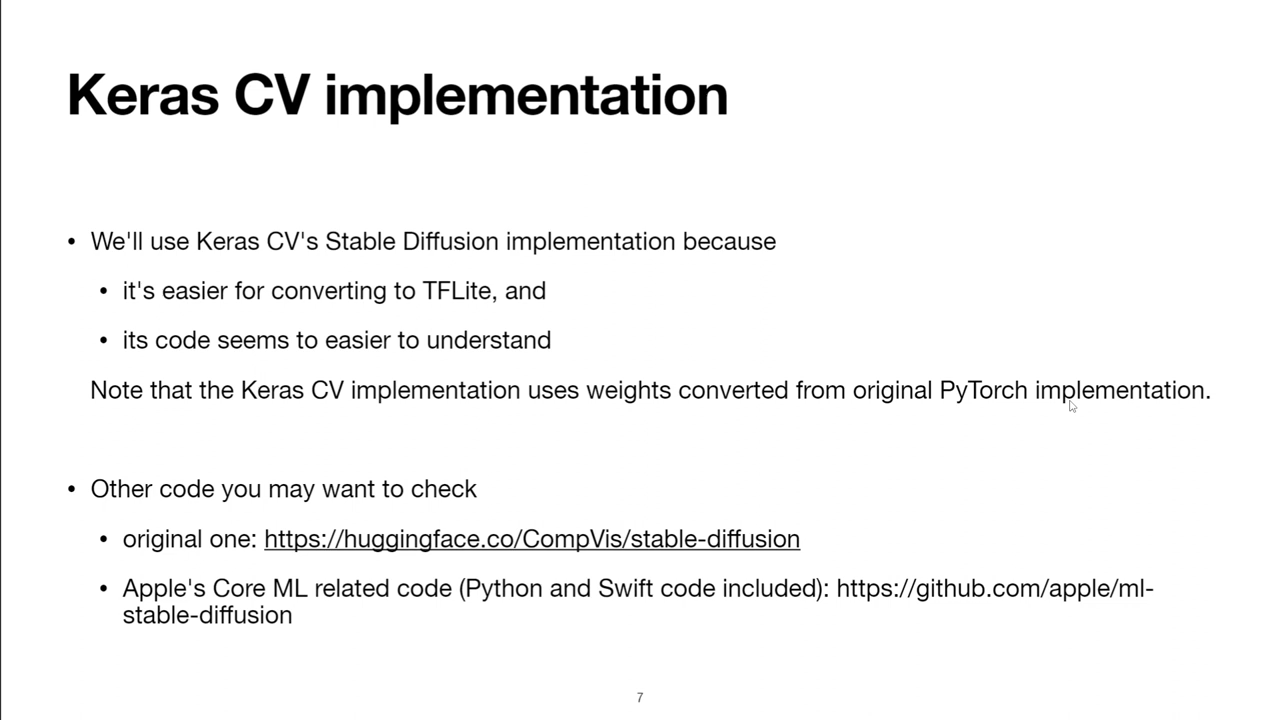 Keras CV implementation
• We'll use Keras CV's Stable Diffusion implementation because
• it's easier for converting to TFLite, and
• its code seems to easier to understand
Note that the Keras CV implementation uses weights converted from original PyTorch implementation.
• Other code you may want to check
• original one: https://huggingface.co/CompVis/stable-diffusion
• Apple's Core ML related code (Python and Swift code included): https://github.com/apple/ml-
stable-diffusion
7